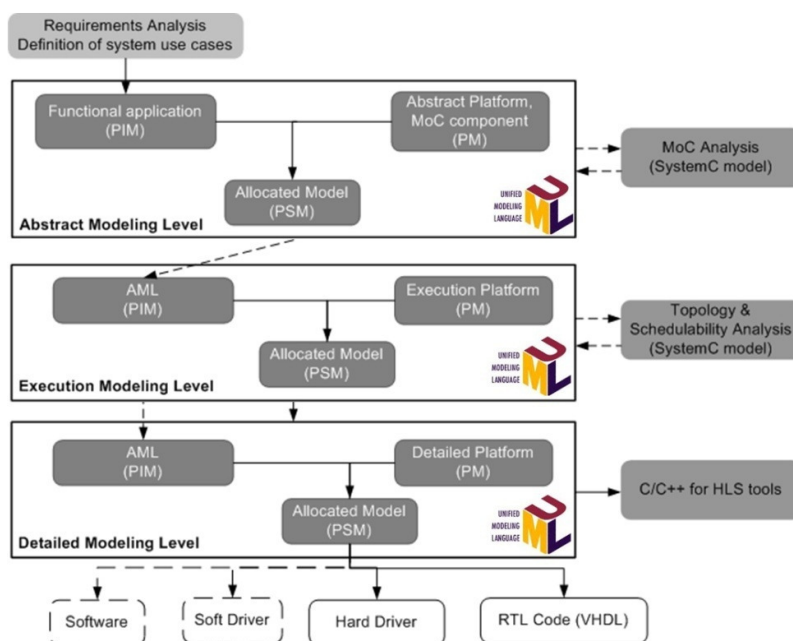 Requirements Analysis
Definition of system use cases
Functional application
(PIM)
Abstract Platform,
MoC component
(PM)
MoC Analysis
(SystemC model)
Allocated Model
(PSM)
UNIFIED
MODELING
LANGUAGE
UML
Abstract Modeling Level
AML
(PIM)
Execution Platform
(PM)
Topology &
Schedulability Analysis
(SystemC model)
Allocated Model
(PSM)
UNIFIED
MODELING
LANGUAGE
UML
Execution Modeling Level
AML
(PIM)
Detailed Platform
(PM)
C/C++ for HLS tools
Allocated Model
(PSM)
UNIFIED
MODELING
LANGUAGE
UML
Detailed Modeling Level
Software
Soft Driver
Hard Driver
RTL Code (VHDL)